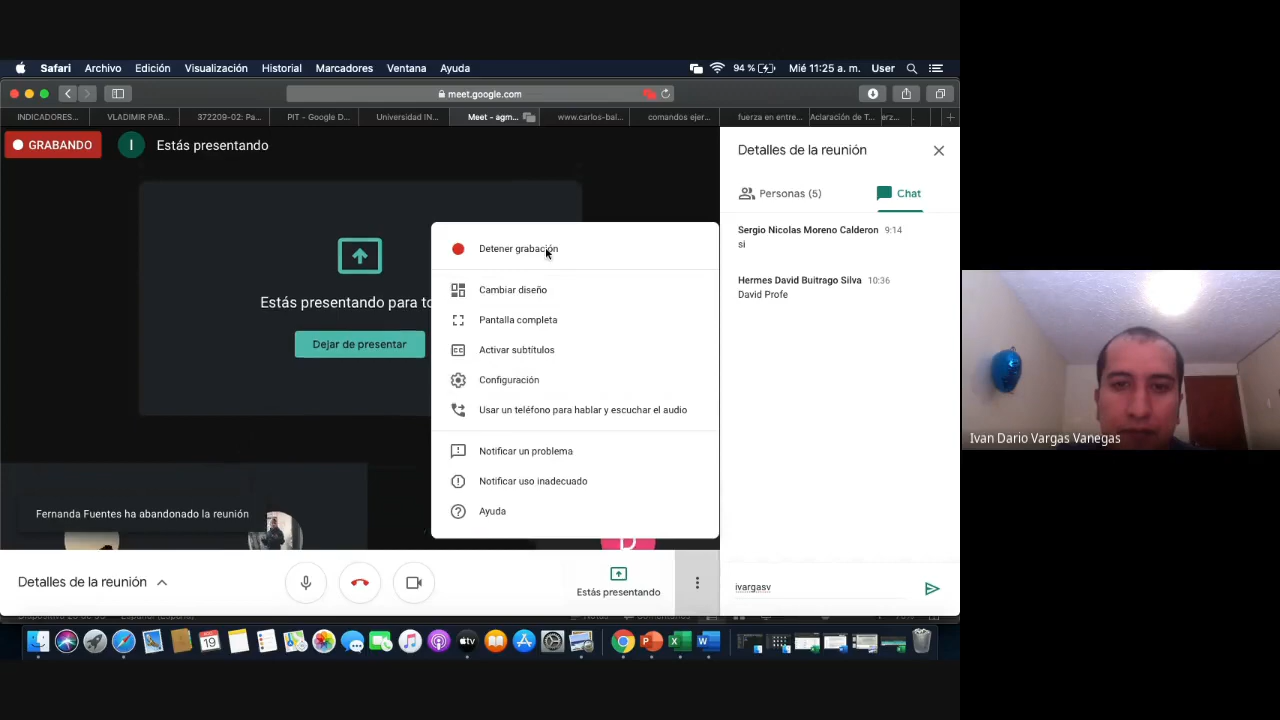 Safari Archivo Edición Visualización Historial Marcadores Ventana Ayuda
94 % Mié 11:25 a. m. User
meet.google.com
INDICADORES... VLADIMIR PAB... 372209-02: Pa... PIT - Google D... Universidad IN... Meet - agm... www.carlos-bal... comandos ejer... fuerza en entre... Aclaración de T... erz...
GRABANDO
I
Estás presentando
Estás presentando para to
Dejar de presentar
Detener grabación
Cambiar diseño
Pantalla completa
Activar subtítulos
Configuración
Usar un teléfono para hablar y escuchar el audio
Notificar un problema
Notificar uso inadecuado
Ayuda
Fernanda Fuentes ha abandonado la reunión
Detalles de la reunión
Estás presentando
Detalles de la reunión
Personas (5)
Chat
Sergio Nicolas Moreno Calderon 9:14
si
Hermes David Buitrago Silva 10:36
David Profe
ivargasv
Ivan Dario Vargas Vanegas